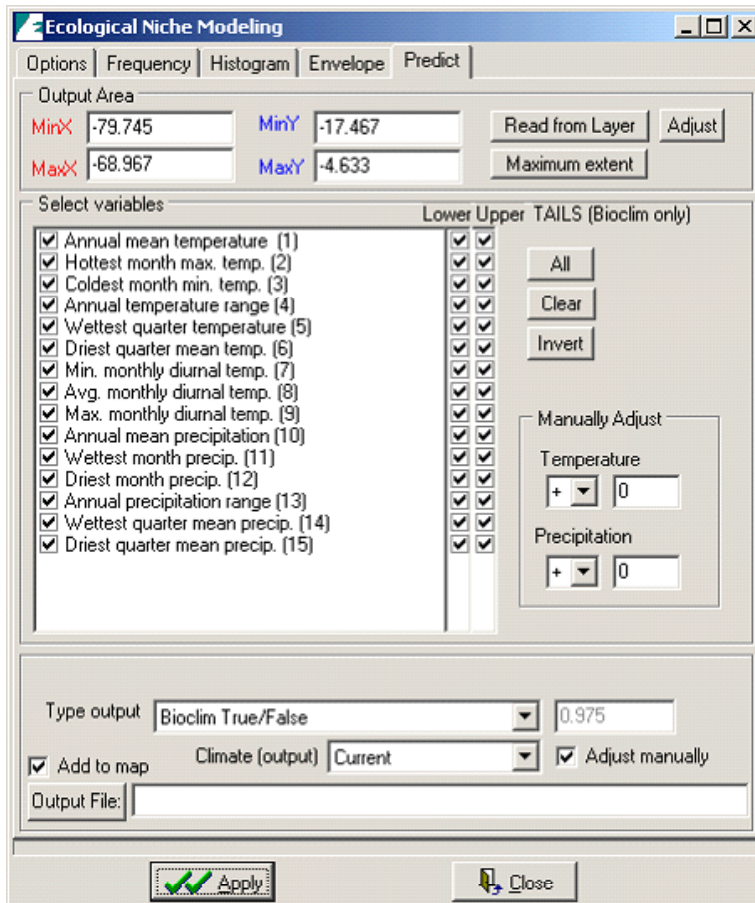 Ecological Niche Modeling
Options Frequency Histogram Envelope Predict
Output Area
MinX -79.745 MinY -17.467 Read from Layer Adjust
MaxX -68.967 MaxY -4.633 Maximum extent
Select variables Lower Upper TAILS (Bioclim only)
Annual mean temperature (1)
Hottest month max. temp. (2)
Coldest month min. temp. (3)
Annual temperature range (4)
Wettest quarter temperature (5)
Driest quarter mean temp. (6)
Min. monthly diurnal temp. (7)
Avg. monthly diurnal temp. (8)
Max. monthly diurnal temp. (9)
Annual mean precipitation (10)
Wettest month precip. (11)
Driest month precip. (12)
Annual precipitation range (13)
Wettest quarter mean precip. (14)
Driest quarter mean precip. (15)
All
Clear
Invert
Manually Adjust
Temperature
+ 0
Precipitation
+ 0
Type output Bioclim True/False 0.975
Add to map Climate (output) Current Adjust manually
Output File:
Apply Close